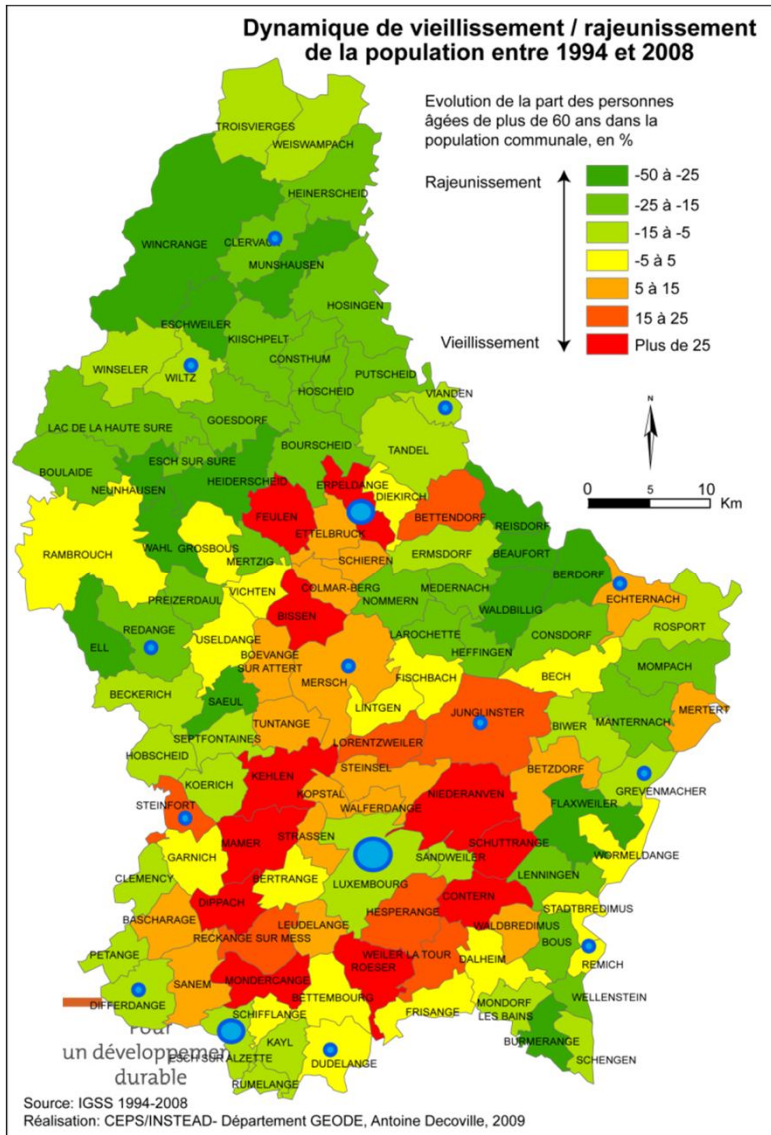 Dynamique de vieillissement / rajeunissement
de la population entre 1994 et 2008
Evolution de la part des personnes
âgées de plus de 60 ans dans la
population communale, en %
Rajeunissement
Vieillissement
-50 à -25
-25 à -15
-15 à -5
-5 à 5
5 à 15
15 à 25
Plus de 25
N
0 5 10
Km
TROISVIERGES
WEISWAMPACH
HEINERSCHEID
WINCRANGE
CLERVAUX
MUNSHAUSEN
HOSINGEN
ESCHWEILER
KIISCHPELT
CONSTHUM
WINSELER
WILTZ
PUTSCHEID
HOSCHEID
VIANDEN
GOESDORF
LAC DE LA HAUTE SURE
BOURSCHEID
TANDEL
ESCH SUR SURE
BOULAIDE
NEUNHAUSEN
HEIDERSCHEID
ERPELDANGE
DIEKIRCH
FEULEN
BETTENDORF
REISDORF
ETTELBRUCK
RAMBROUCH
WAHL
GROSBOUS
MERTZIG
SCHIEREN
ERMSDORF
BEAUFORT
BERDORF
ECHTERNACH
VICHTEN
COLMAR-BERG
MEDERNACH
PREIZERDAUL
NOMMERN
WALDBILLIG
ROSPORT
BISSEN
REDANGE
USELDANGE
LAROCHETTE
CONSDORF
ELL
BOEVANGE
SUR ATTERT
HEFFINGEN
MOMPACH
MERSCH
FISCHBACH
BECH
BECKERICH
SAEUL
LINTGEN
JUNGLINSTER
MERTERT
TUNTANGE
MANTERNACH
BIWER
SEPTFONTAINES
LORENTZWEILER
HOBSCHEID
STEINSEL
BETZDORF
KEHLEN
KOERICH
KOPSTAL
NIEDERANVEN
GREVENMACHER
STEINFORT
WALFERDANGE
FLAXWEILER
STRASSEN
MAMER
SCHUTTRANGE
GARNICH
SANDWEILER
WORMELDANGE
BERTRANGE
LENNINGEN
CLEMENCY
LUXEMBOURG
DIPPACH
CONTERN
STADTBREDIMUS
HESPERANGE
BASCHARAGE
LEUDELANGE
WALDBREDIMUS
RECKANGE SUR MESS
BOUS
WEILER LA TOUR
PETANGE
ROESER
DALHEIM
REMICH
SANEM
MONDERCANGE
BETTEMBOURG
WELLENSTEIN
DIFFERDANGE
SCHIFFLANGE
FRISANGE
MONDORF
LES BAINS
KAYL
BURMERANGE
ESCH SUR ALZETTE
DUDELANGE
SCHENGEN
RUMELANGE
Pour
un développement
durable
Source: IGSS 1994-2008
Réalisation: CEPS/INSTEAD- Département GEODE, Antoine Decoville, 2009